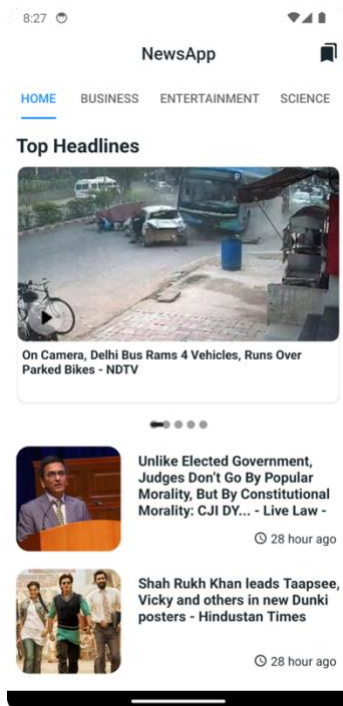 8:27
NewsApp
HOME BUSINESS ENTERTAINMENT SCIENCE
Top Headlines
On Camera, Delhi Bus Rams 4 Vehicles, Runs Over
Parked Bikes - NDTV
Unlike Elected Government,
Judges Don't Go By Popular
Morality, But By Constitutional
Morality: CJI DY... - Live Law -
28 hour ago
Shah Rukh Khan leads Taapsee,
Vicky and others in new Dunki
posters - Hindustan Times
28 hour ago